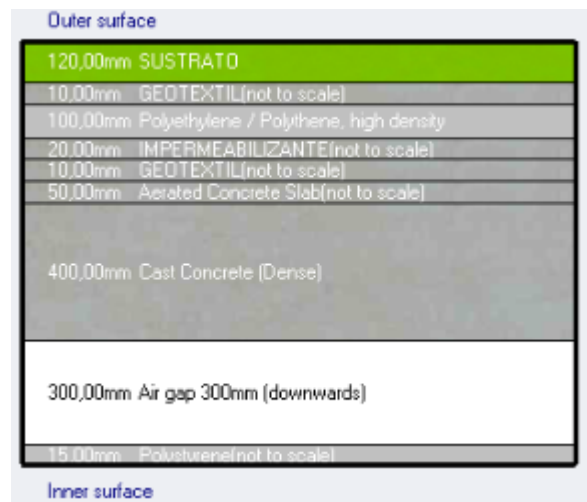 Outer surface
120,00mm SUSTRATO
10,00mm GEOTEXTIL(not to scale)
100,00mm Polyethylene / Polythene, high density
20,00mm IMPERMEABILIZANTE(not to scale)
10,00mm GEOTEXTIL(not to scale)
50,00mm Aerated Concrete Slab(not to scale)
400,00mm Cast Concrete (Dense)
300,00mm Air gap 300mm (downwards)
15,00mm Polystyrene(not to scale)
Inner surface